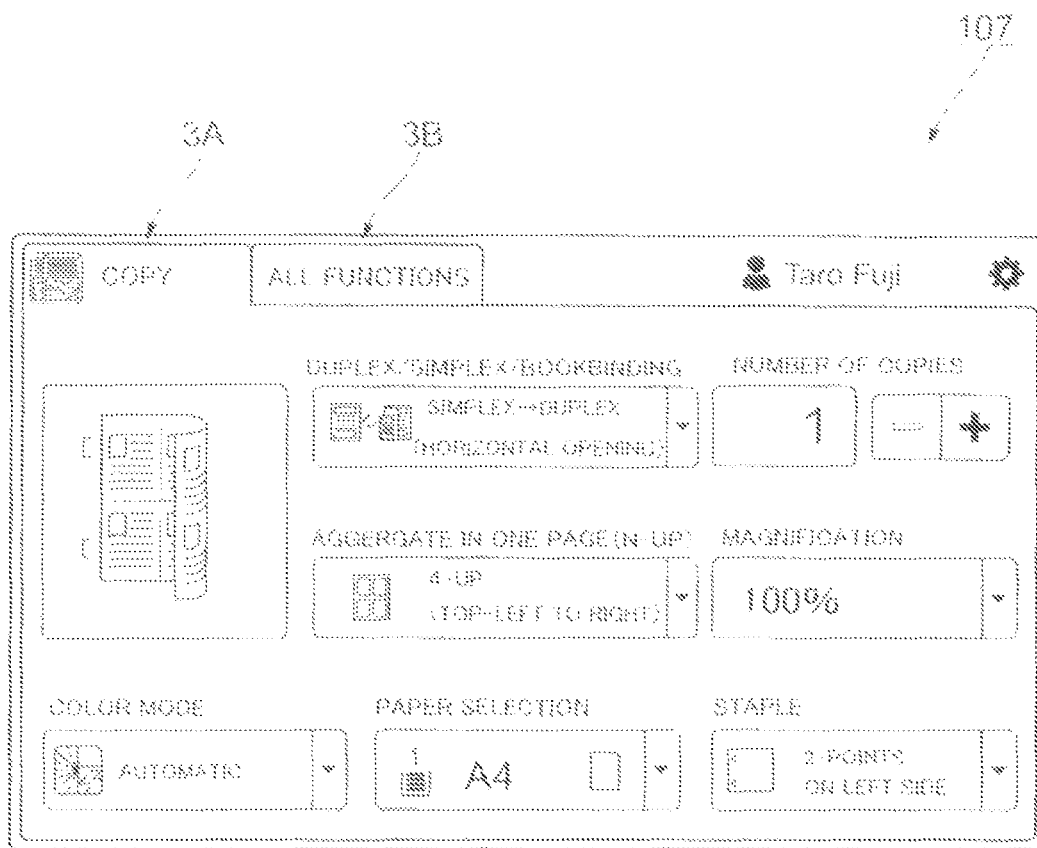 107
3A
3B
COPY
ALL FUNCTIONS
Taro Fuji
DUPLEX/SIMPLEX/BOOKBINDING
NUMBER OF COPIES
SIMPLEX→DUPLEX
(HORIZONTAL OPENING)
1
− +
AGGERGATE IN ONE PAGE(N-UP)
MAGNIFICATION
4-UP
(TOP-LEFT TO RIGHT)
100%
COLOR MODE
PAPER SELECTION
STAPLE
AUTOMATIC
1
A4
2-POINTS
ON LEFT SIDE